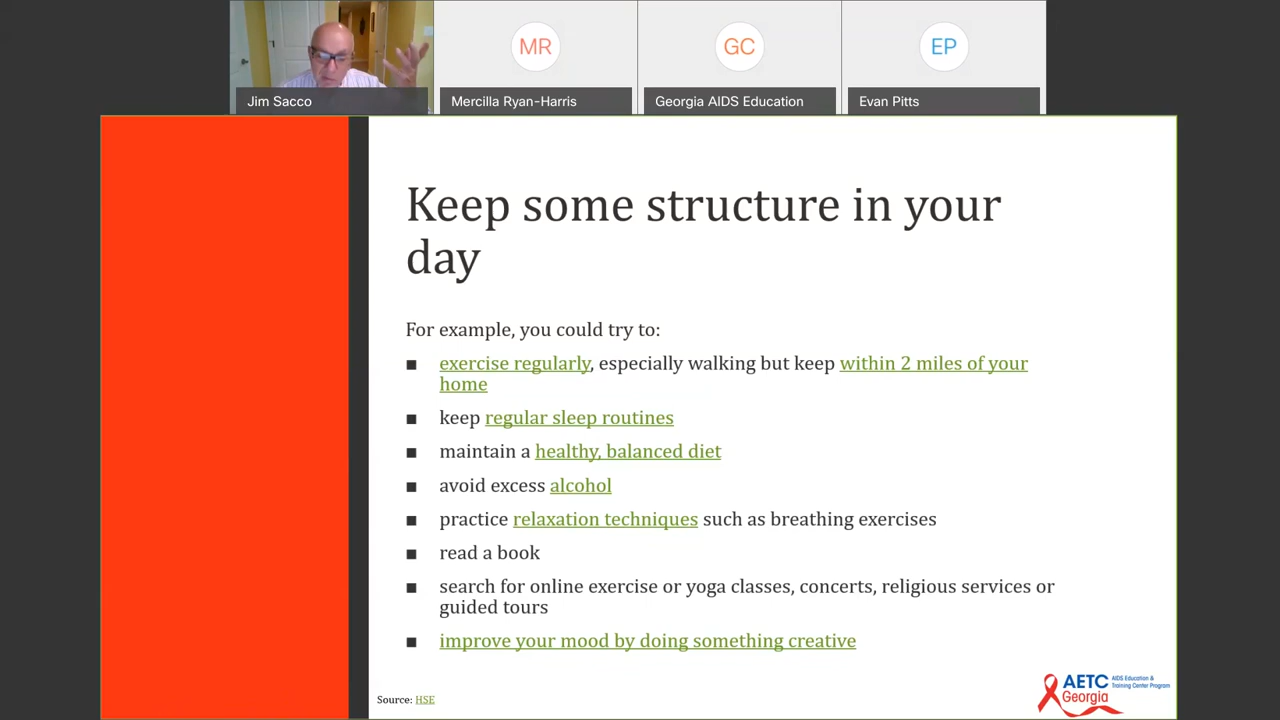 MR
GC
EP
Jim Sacco
Mercilla Ryan-Harris
Georgia AIDS Education
Evan Pitts
Keep some structure in your
day
For example, you could try to:
■ exercise regularly, especially walking but keep within 2 miles of your
home
■ keep regular sleep routines
■ maintain a healthy, balanced diet
■ avoid excess alcohol
■ practice relaxation techniques such as breathing exercises
■ read a book
■ search for online exercise or yoga classes, concerts, religious services or
guided tours
■ improve your mood by doing something creative
Source: HSE
AETC AIDS Education &
Training Center Program
Georgia